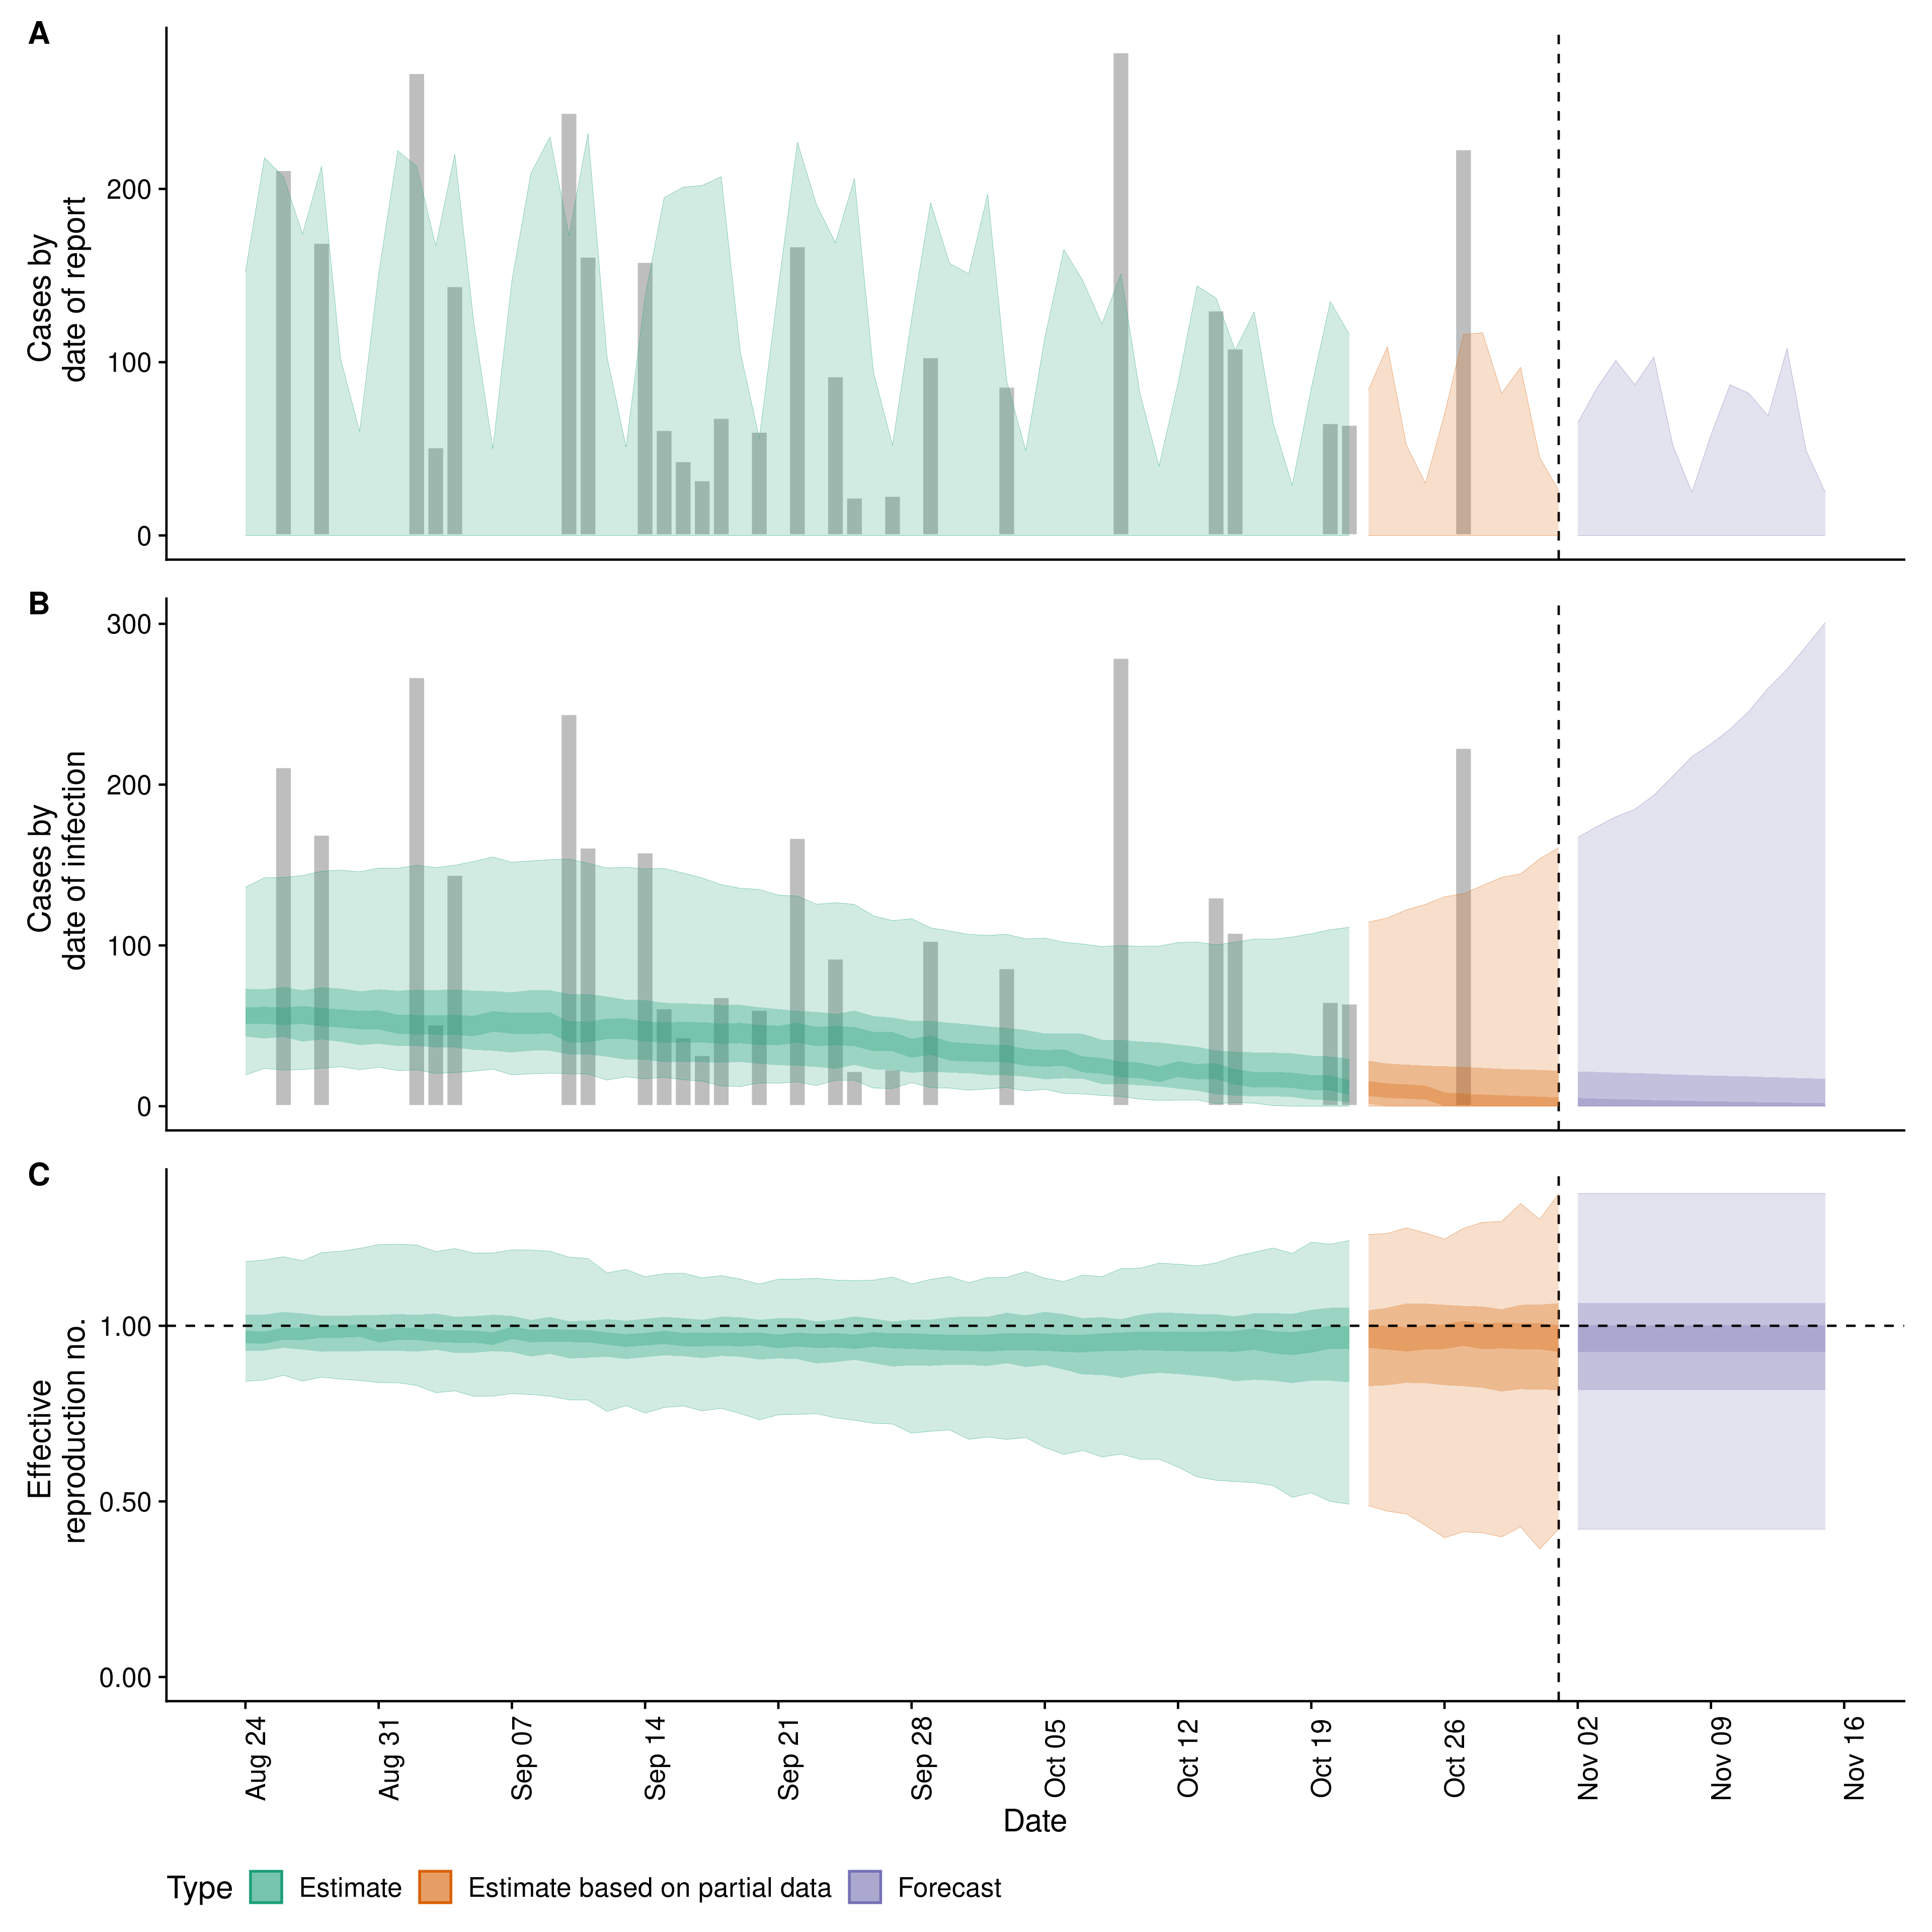 A
Cases by
date of report
200
100
0
B
Cases by
date of infection
300
200
100
0
C
Effective
reproduction no.
1.00
0.50
0.00
Aug 24
Aug 31
Sep 07
Sep 14
Sep 21
Sep 28
Oct 05
Oct 12
Oct 19
Oct 26
Nov 02
Nov 09
Nov 16
Date
Type Estimate Estimate based on partial data Forecast